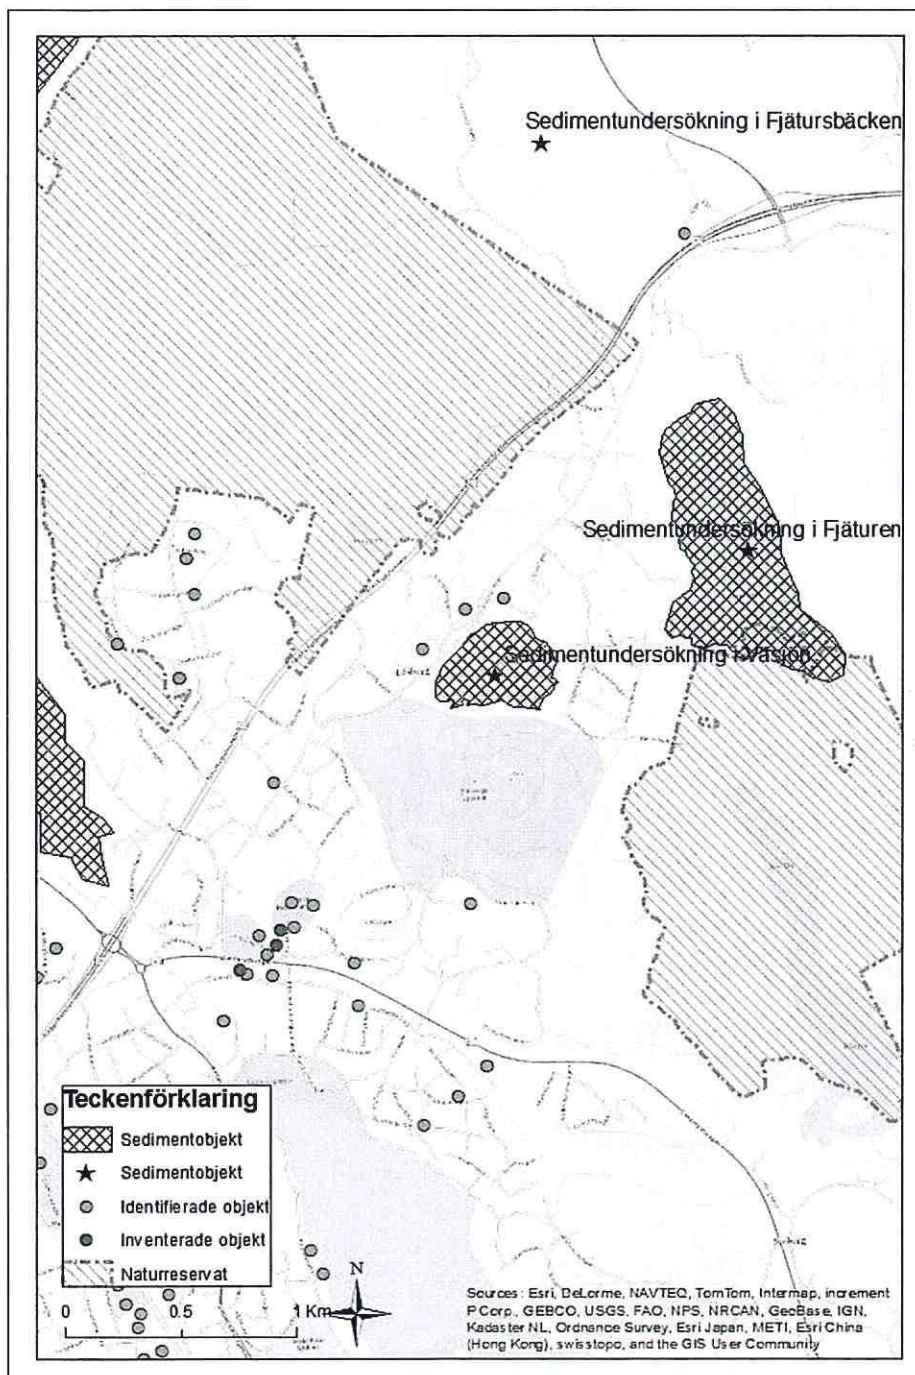 Sedimentundersökning i Fjätursbäcken
Sedimentundersökning i Fjäturen
Sedimentundersökning i Väsjön
Teckenförklaring
Sedimentobjekt
Sedimentobjekt
Identifierade objekt
Inventerade objekt
Naturreservat
N
0 0.5 1 Km
Sources: Esri, DeLorme, NAVTEQ, TomTom, Intermap, increment
P Corp., GEBCO, USGS, FAO, NPS, NRCAN, GeoBase, IGN,
Kadaster NL, Ordnance Survey, Esri Japan, METI, Esri China
(Hong Kong), swisstopo, and the GIS User Community